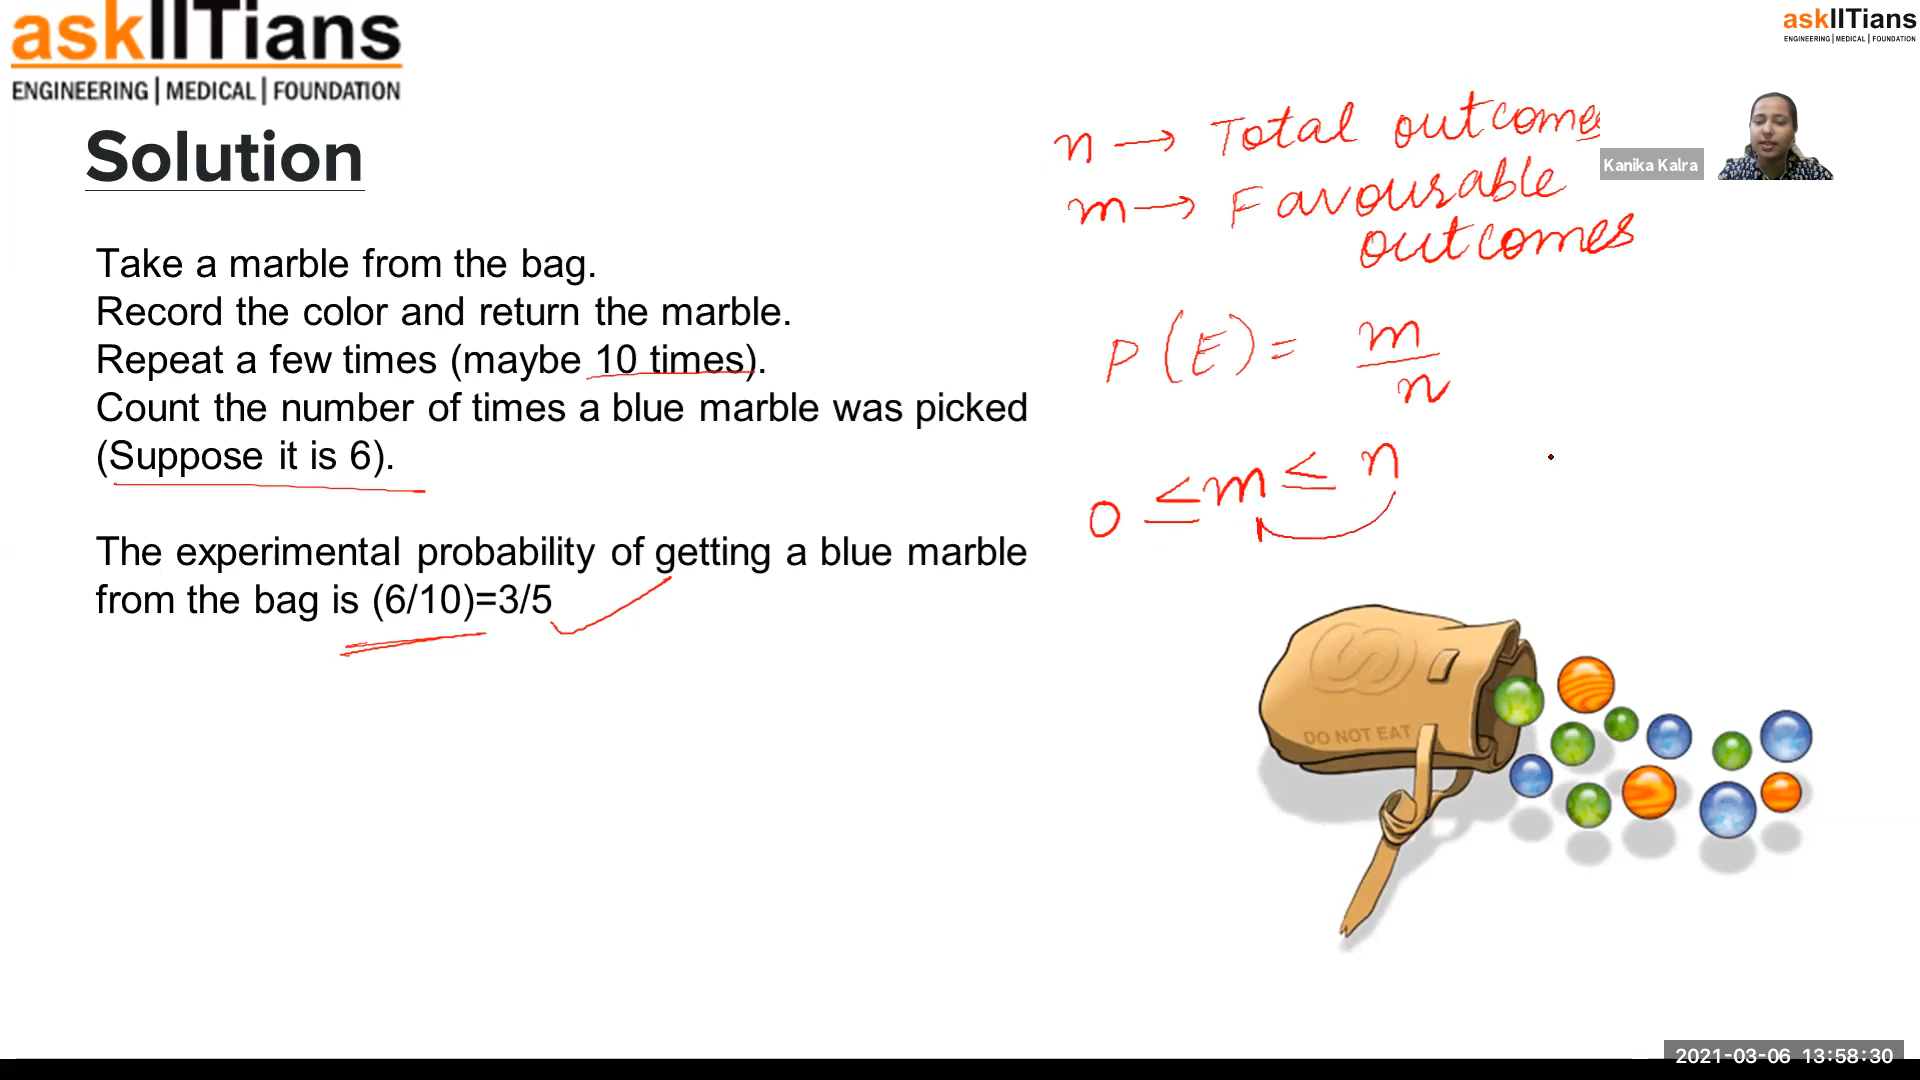 askIITians
ENGINEERING | MEDICAL | FOUNDATION
askIITians
ENGINEERING | MEDICAL | FOUNDATION
Solution
Take a marble from the bag.
Record the color and return the marble.
Repeat a few times (maybe 10 times).
Count the number of times a blue marble was picked
(Suppose it is 6).
The experimental probability of getting a blue marble
from the bag is (6/10)=3/5
n → Total outcomes
Kanika Kalra
m → Favourable
outcomes
P(E) = m/n
0 ≤ m ≤ n
DO NOT EAT
2021-03-06 13:58:30